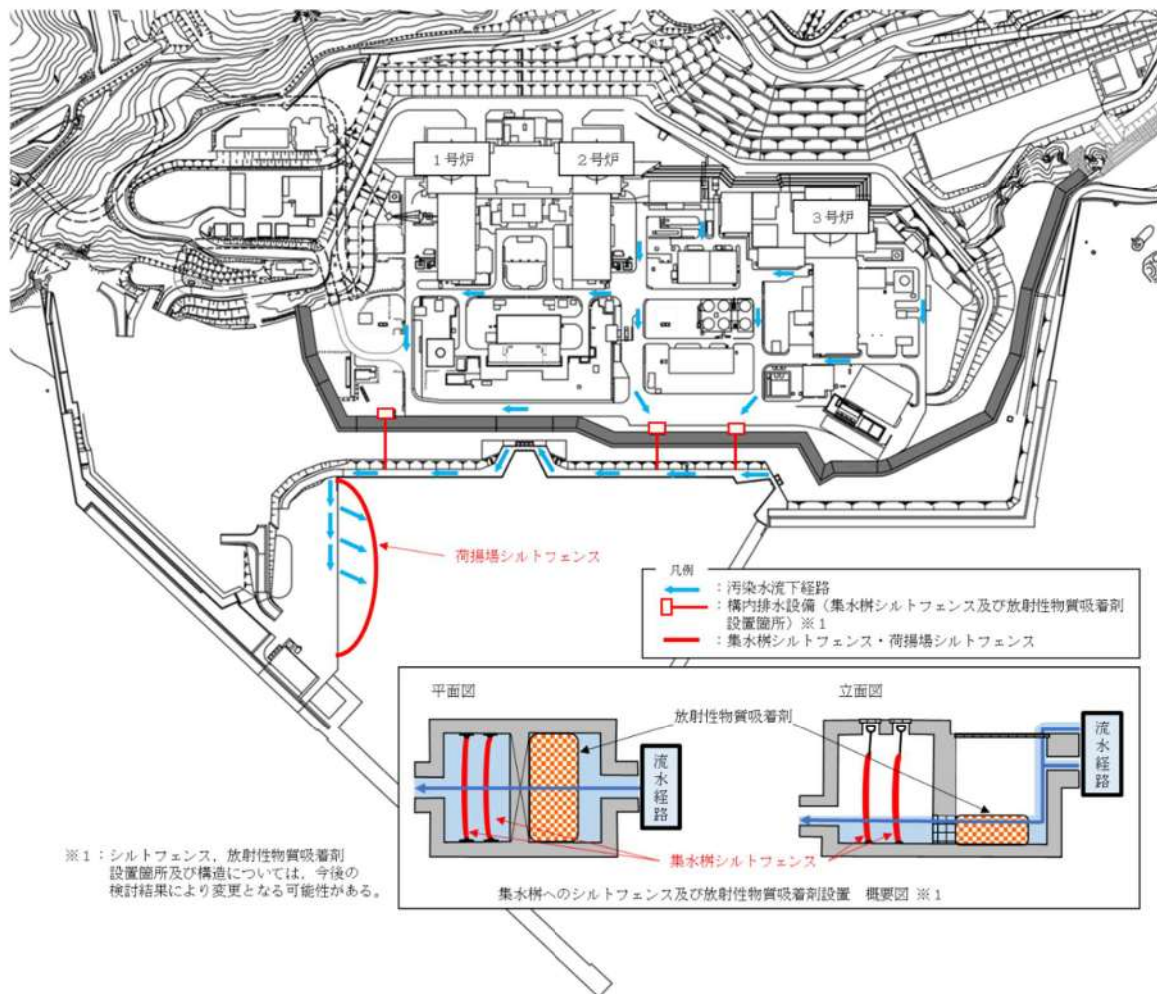 1号炉
2号炉
3号炉
荷揚場シルトフェンス
凡例
：汚染水流下経路
：構内排水設備（集水桝シルトフェンス及び放射性物質吸着剤
設置箇所）※1
：集水桝シルトフェンス・荷揚場シルトフェンス
平面図
立面図
放射性物質吸着剤
流水経路
流水経路
集水桝シルトフェンス
集水桝へのシルトフェンス及び放射性物質吸着剤設置　概要図 ※1
※1：シルトフェンス，放射性物質吸着剤
設置箇所及び構造については，今後の
検討結果により変更となる可能性がある。